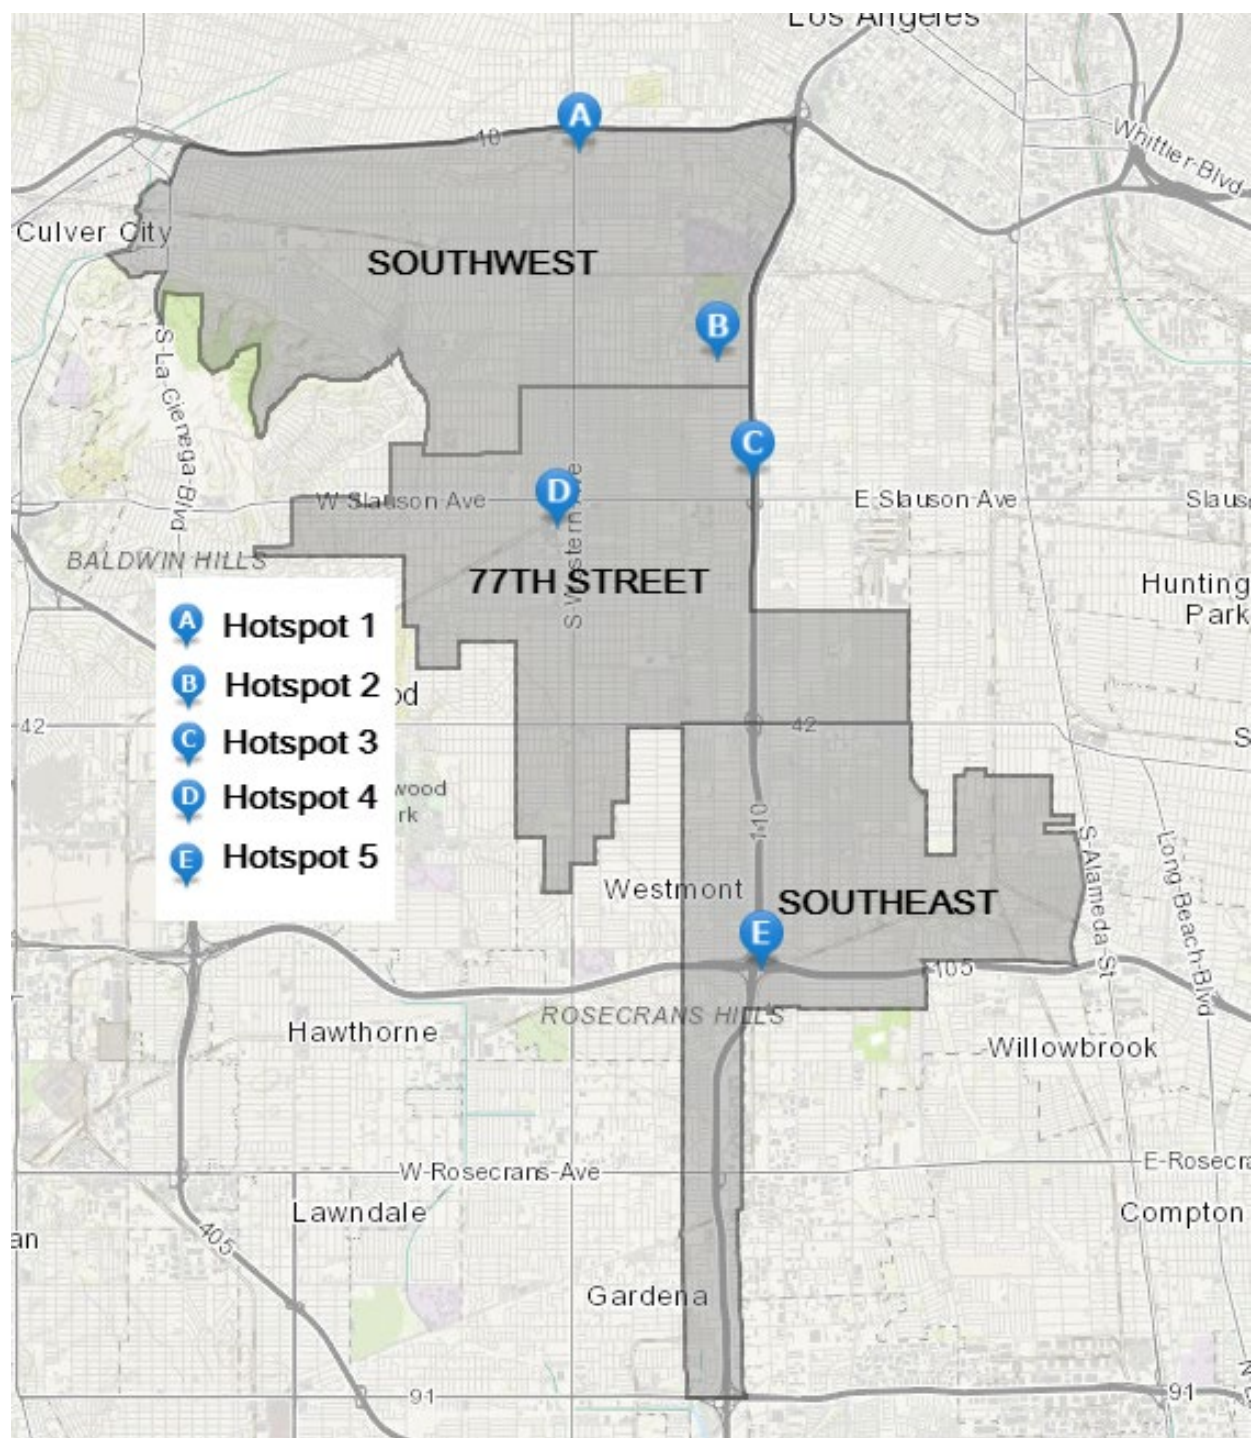 Los Angeles
A
10
Whittier-Blvd
Culver City
SOUTHWEST
B
S-La-Cienega-Blvd
C
D
W Slauson Ave
E Slauson Ave
S Western Ave
BALDWIN HILLS
77TH STREET
Hunting
Park
A Hotspot 1
B Hotspot 2
C Hotspot 3
D Hotspot 4
E Hotspot 5
42
42
110
Westmont
SOUTHEAST
E
S-Alameda-St
Long-Beach-Blvd
105
ROSECRANS HILLS
Hawthorne
Willowbrook
W-Rosecrans-Ave
E-Rosecra
Lawndale
Compton
405
Gardena
91
91